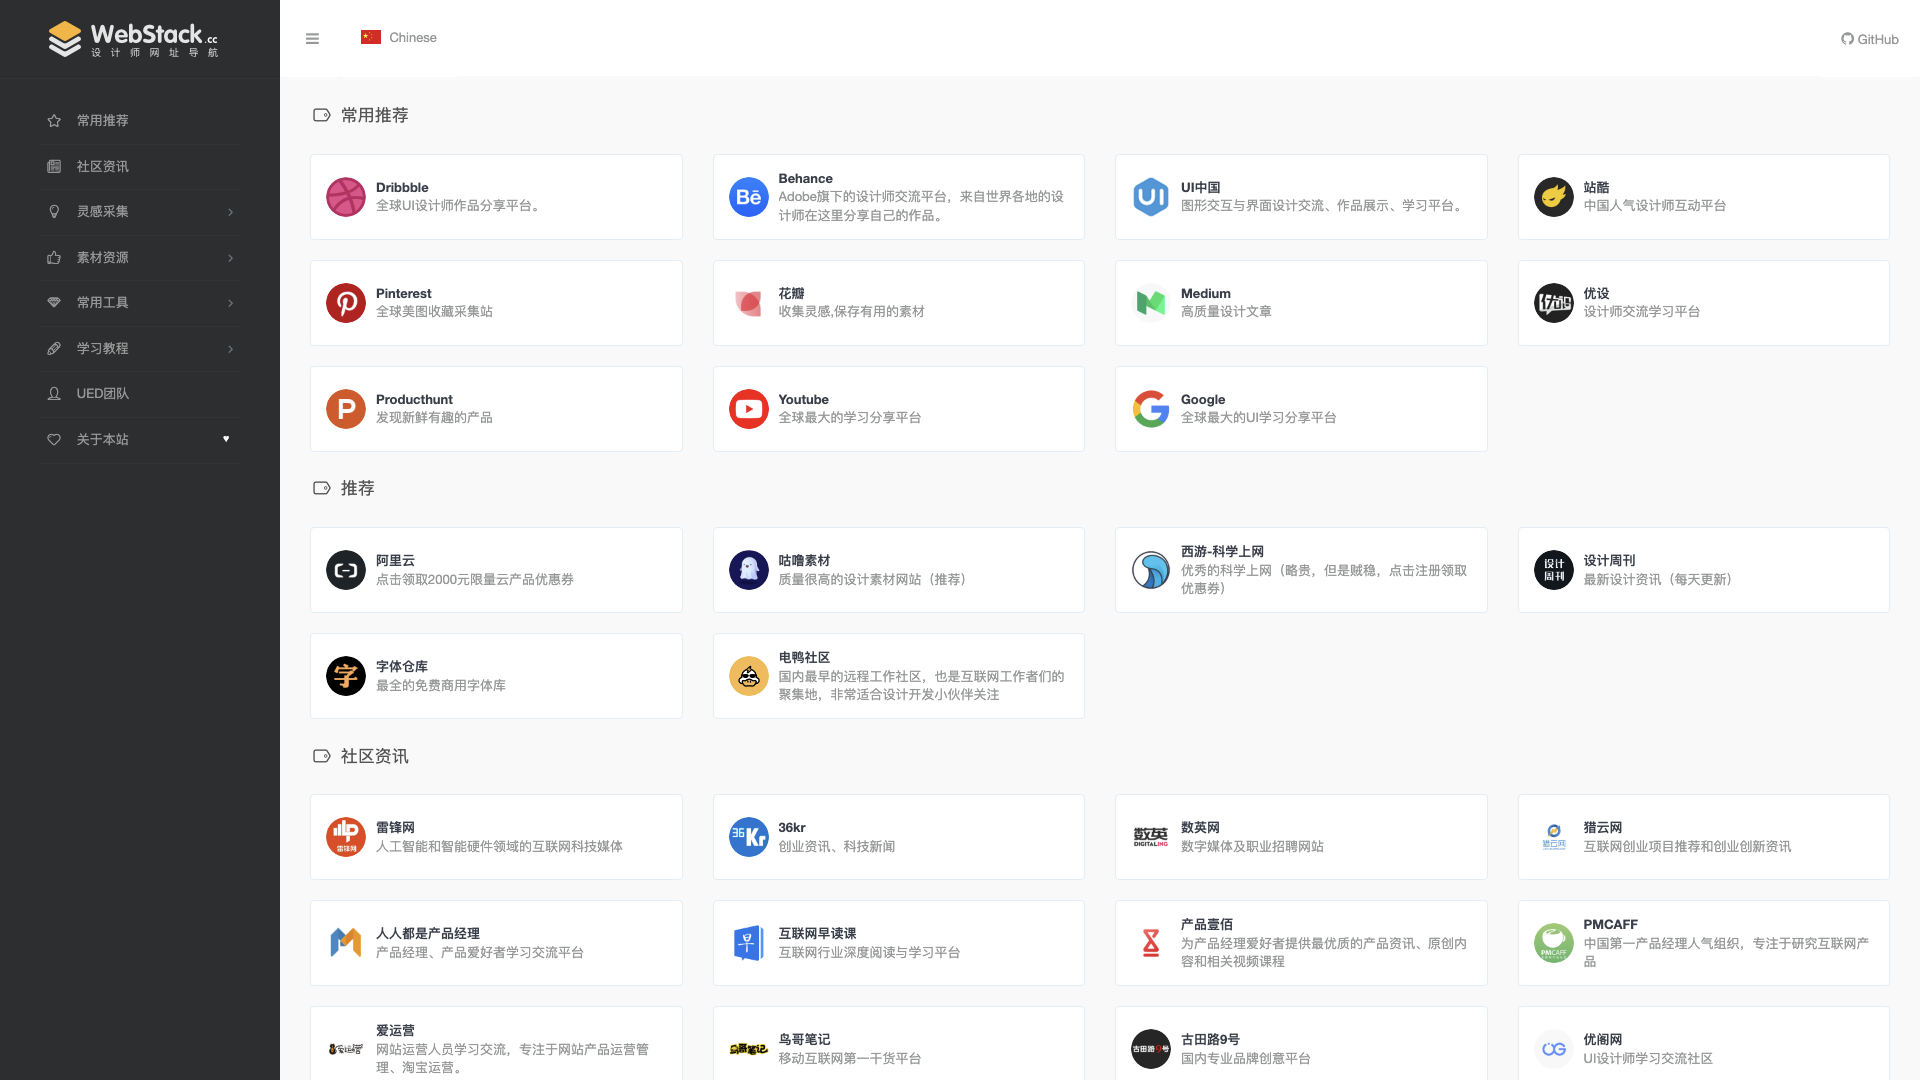 WebStack.cc
设计师网址导航
Chinese
GitHub
常用推荐
社区资讯
灵感采集
素材资源
常用工具
学习教程
UED团队
关于本站
常用推荐
Dribbble
全球UI设计师作品分享平台。
Behance
Adobe旗下的设计师交流平台，来自世界各地的设
计师在这里分享自己的作品。
UI中国
图形交互与界面设计交流、作品展示、学习平台。
站酷
中国人气设计师互动平台
Pinterest
全球美图收藏采集站
花瓣
收集灵感,保存有用的素材
Medium
高质量设计文章
优设
设计师交流学习平台
Producthunt
发现新鲜有趣的产品
Youtube
全球最大的学习分享平台
Google
全球最大的UI学习分享平台
推荐
阿里云
点击领取2000元限量云产品优惠券
咕噜素材
质量很高的设计素材网站（推荐）
西游-科学上网
优秀的科学上网（略贵，但是贼稳，点击注册领取
优惠券）
设计
周刊
设计周刊
最新设计资讯（每天更新）
字
字体仓库
最全的免费商用字体库
电鸭社区
国内最早的远程工作社区，也是互联网工作者们的
聚集地，非常适合设计开发小伙伴关注
社区资讯
雷锋网
雷锋网
人工智能和智能硬件领域的互联网科技媒体
36Kr
36kr
创业资讯、科技新闻
数英
DIGITALING
数英网
数字媒体及职业招聘网站
猎云网
猎云网
互联网创业项目推荐和创业创新资讯
人人都是产品经理
产品经理、产品爱好者学习交流平台
早
互联网早读课
互联网行业深度阅读与学习平台
产品壹佰
为产品经理爱好者提供最优质的产品资讯、原创内
容和相关视频课程
PMCAFF
PMCAFF
中国第一产品经理人气组织，专注于研究互联网产
品
爱运营
爱运营
网站运营人员学习交流，专注于网站产品运营管
理、淘宝运营。
鸟哥笔记
鸟哥笔记
移动互联网第一干货平台
古田路9号
古田路9号
国内专业品牌创意平台
优阁网
UI设计师学习交流社区